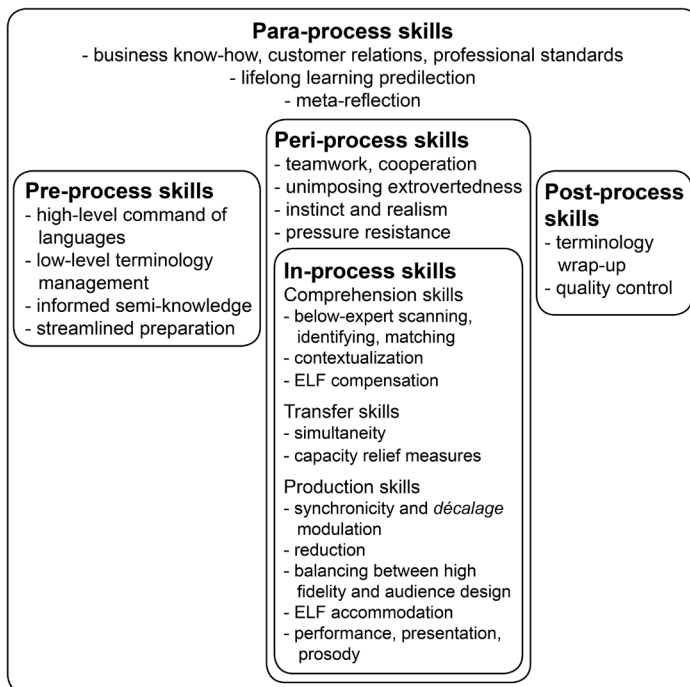 Para-process skills
- business know-how, customer relations, professional standards
- lifelong learning predilection
- meta-reflection
Pre-process skills
- high-level command of
languages
- low-level terminology
management
- informed semi-knowledge
- streamlined preparation
Peri-process skills
- teamwork, cooperation
- unimposing extrovertedness
- instinct and realism
- pressure resistance
In-process skills
Comprehension skills
- below-expert scanning,
identifying, matching
- contextualization
- ELF compensation
Transfer skills
- simultaneity
- capacity relief measures
Production skills
- synchronicity and décalage
modulation
- reduction
- balancing between high
fidelity and audience design
- ELF accommodation
- performance, presentation,
prosody
Post-process
skills
- terminology
wrap-up
- quality control